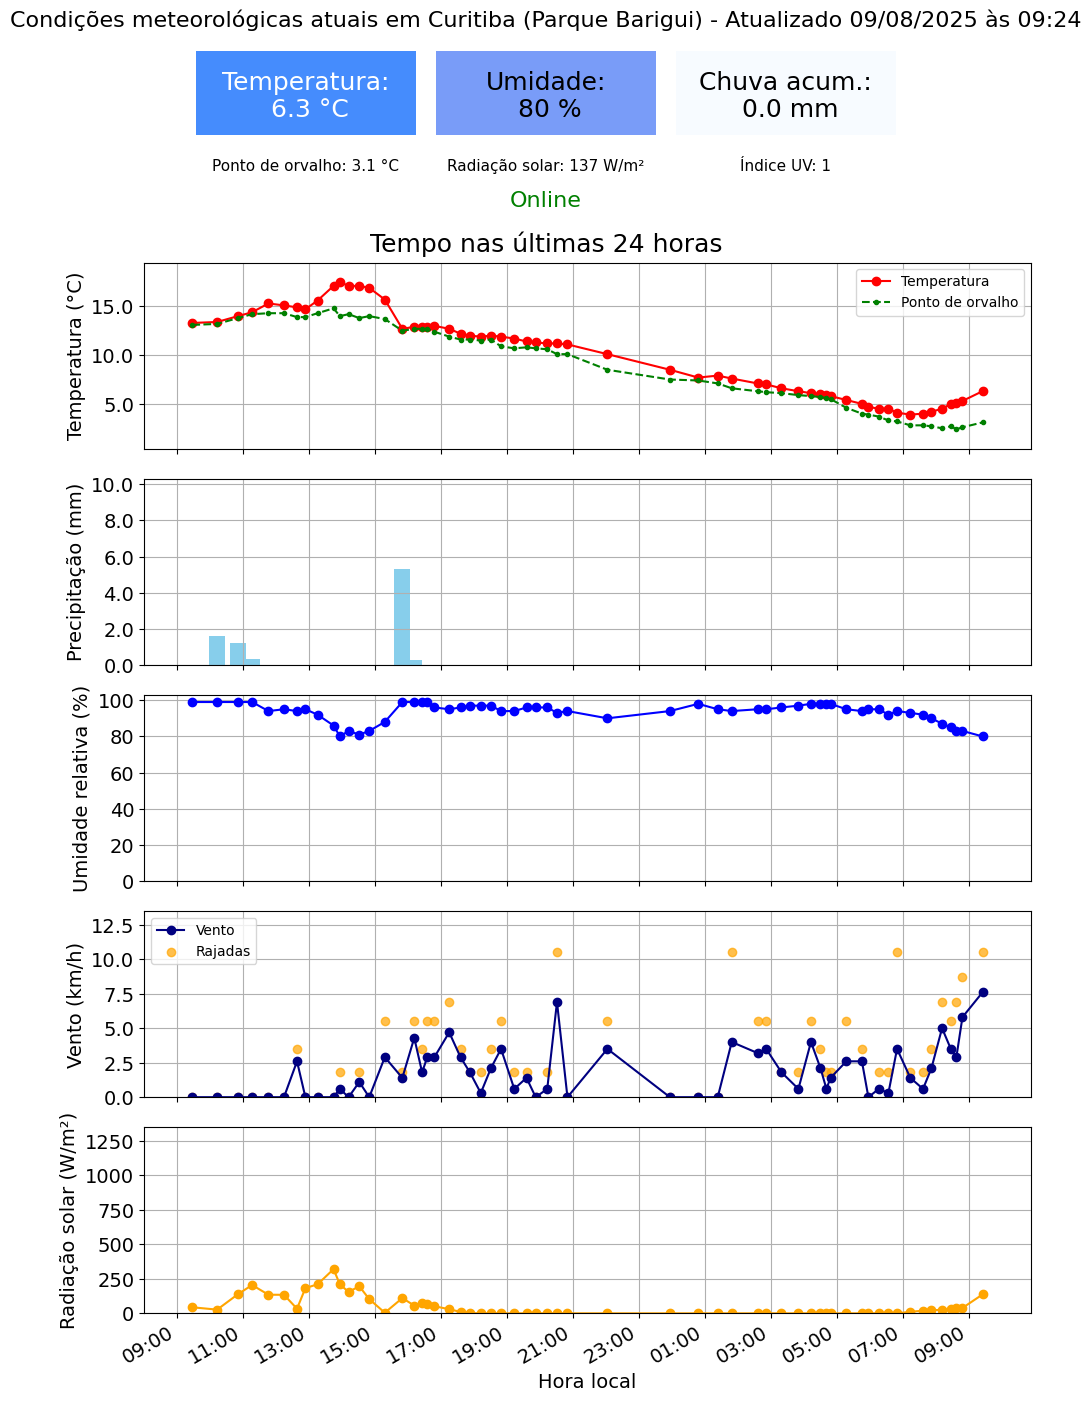 Condições meteorológicas atuais em Curitiba (Parque Barigui) - Atualizado 09/08/2025 às 09:24
Temperatura:
6.3 °C
Umidade:
80 %
Chuva acum.:
0.0 mm
Ponto de orvalho: 3.1 °C
Radiação solar: 137 W/m²
Índice UV: 1
Online
Tempo nas últimas 24 horas
Temperatura (°C)
15.0
10.0
5.0
Temperatura
Ponto de orvalho
Precipitação (mm)
10.0
8.0
6.0
4.0
2.0
0.0
Umidade relativa (%)
100
80
60
40
20
0
Vento (km/h)
12.5
10.0
7.5
5.0
2.5
0.0
Vento
Rajadas
Radiação solar (W/m²)
1250
1000
750
500
250
0
09:00
11:00
13:00
15:00
17:00
19:00
21:00
23:00
01:00
03:00
05:00
07:00
09:00
Hora local